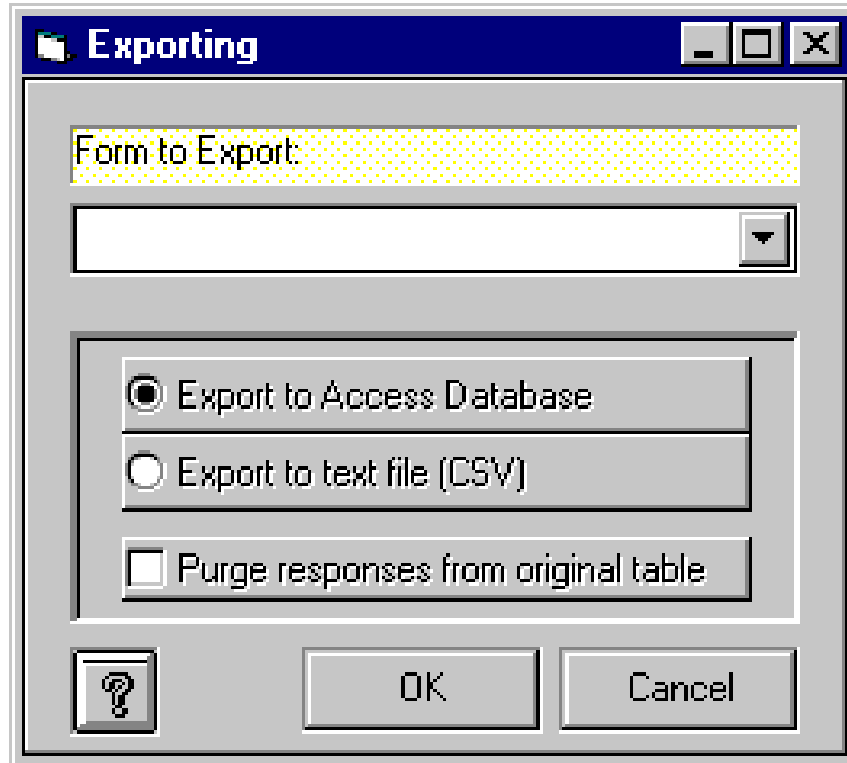 Exporting
Form to Export:
Export to Access Database
Export to text file (CSV)
Purge responses from original table
?
OK
Cancel